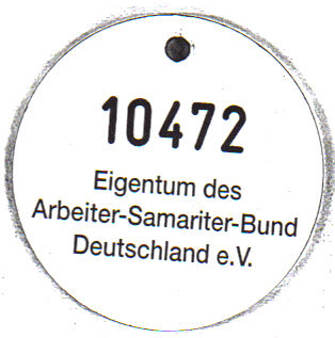 10472
Eigentum des
Arbeiter-Samariter-Bund
Deutschland e.V.